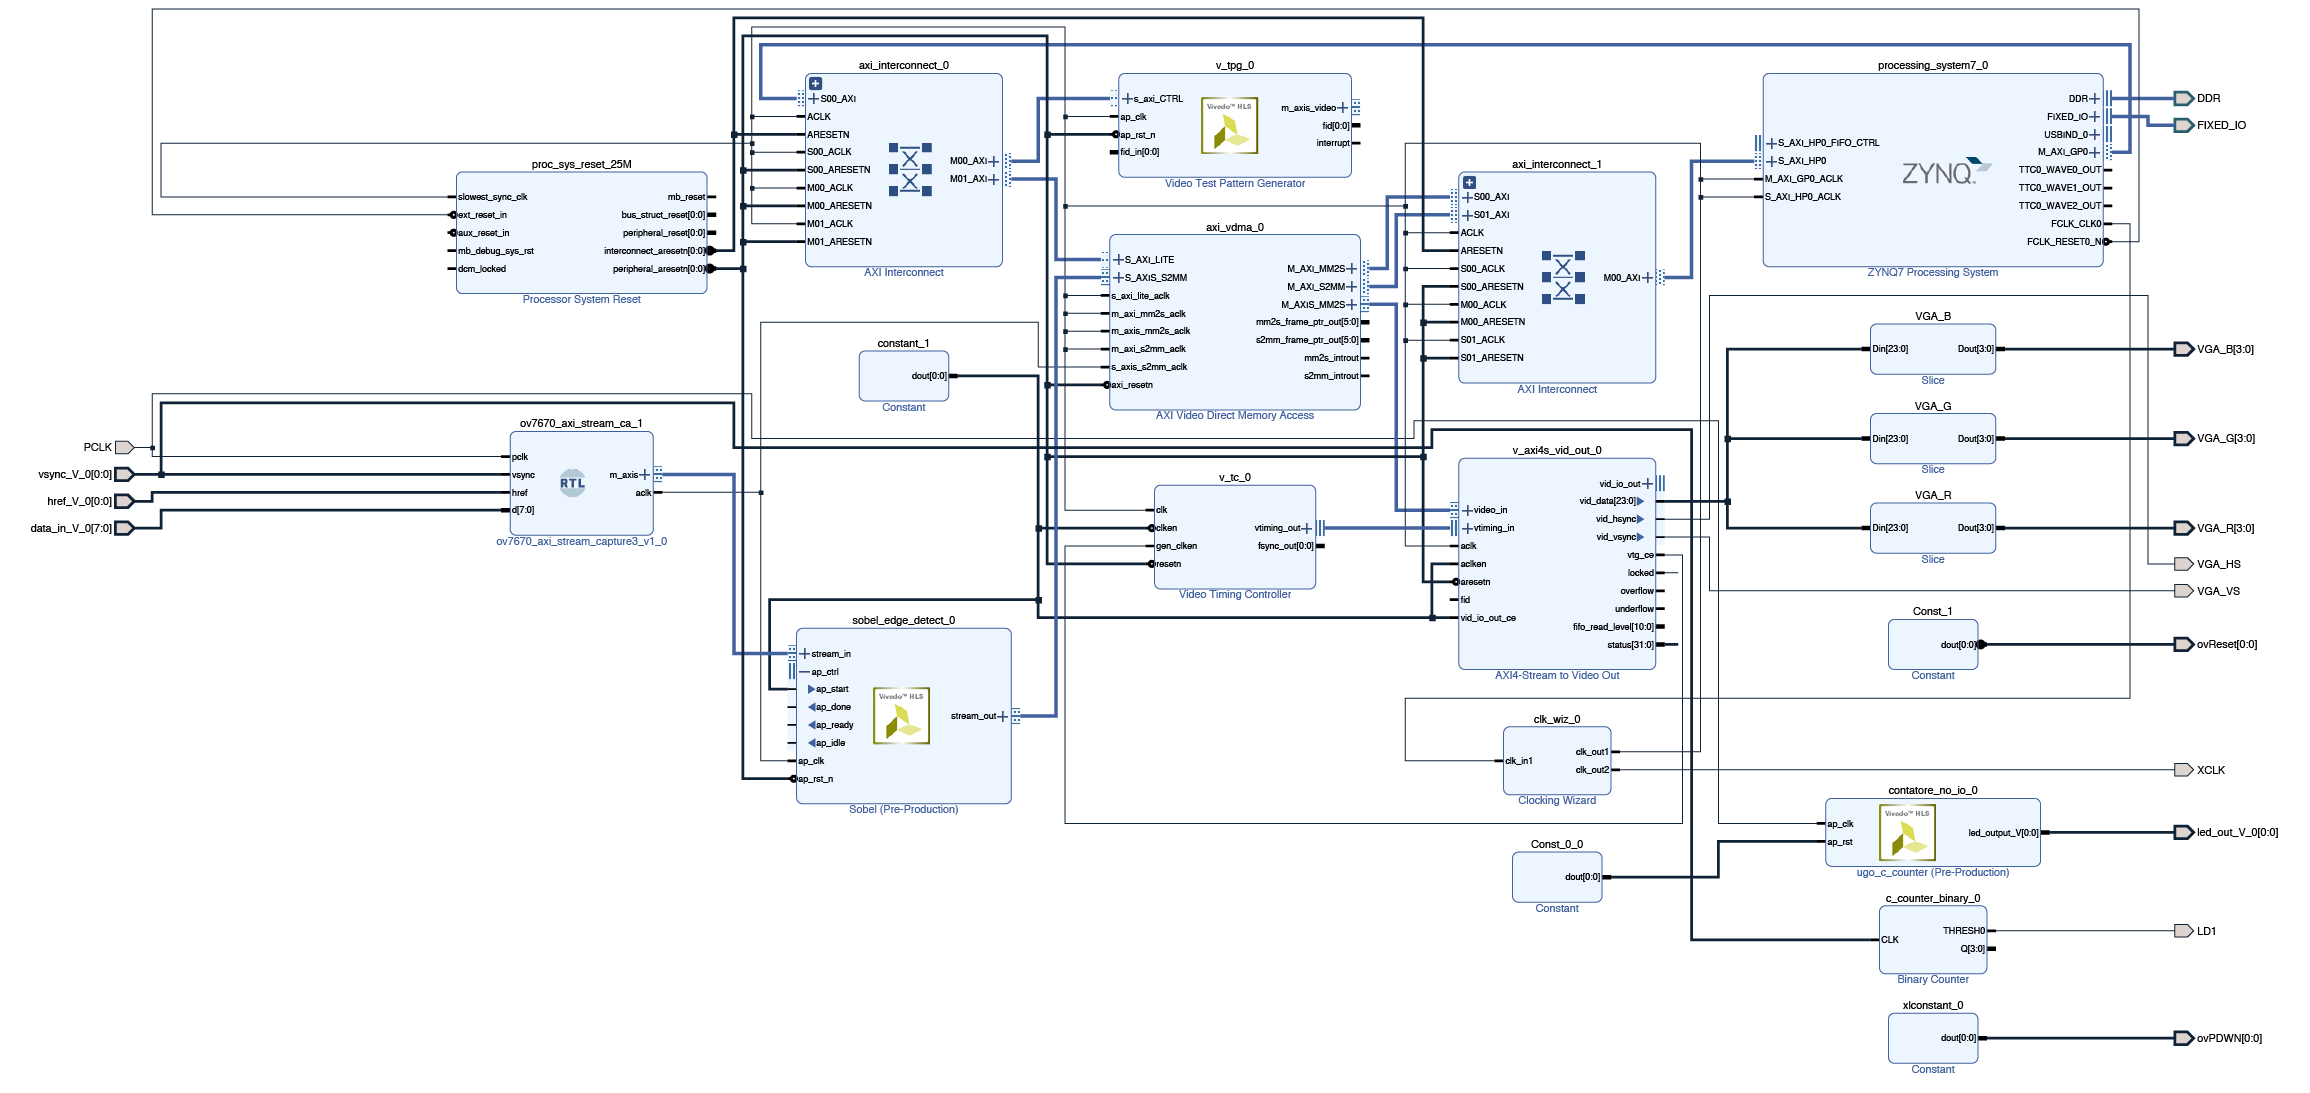 axi_interconnect_0
S00_AXI
ACLK
ARESETN
S00_ACLK
S00_ARESETN
M00_ACLK
M00_ARESETN
M01_ACLK
M01_ARESETN
M00_AXI
M01_AXI
AXI Interconnect
v_tpg_0
s_axi_CTRL
ap_clk
ap_rst_n
fid_in[0:0]
Vivado™ HLS
m_axis_video
fid[0:0]
interrupt
Video Test Pattern Generator
processing_system7_0
S_AXI_HP0_FIFO_CTRL
S_AXI_HP0
M_AXI_GP0_ACLK
S_AXI_HP0_ACLK
ZYNQ
DDR
FIXED_IO
USBIND_0
M_AXI_GP0
TTC0_WAVE0_OUT
TTC0_WAVE1_OUT
TTC0_WAVE2_OUT
FCLK_CLK0
FCLK_RESET0_N
ZYNQ7 Processing System
DDR
FIXED_IO
proc_sys_reset_25M
slowest_sync_clk
ext_reset_in
aux_reset_in
mb_debug_sys_rst
dcm_locked
mb_reset
bus_struct_reset[0:0]
peripheral_reset[0:0]
interconnect_aresetn[0:0]
peripheral_aresetn[0:0]
Processor System Reset
axi_interconnect_1
S00_AXI
S01_AXI
ACLK
ARESETN
S00_ACLK
S00_ARESETN
M00_ACLK
M00_ARESETN
S01_ACLK
S01_ARESETN
M00_AXI
AXI Interconnect
axi_vdma_0
S_AXI_LITE
S_AXIS_S2MM
s_axi_lite_aclk
m_axi_mm2s_aclk
m_axis_mm2s_aclk
m_axi_s2mm_aclk
s_axis_s2mm_aclk
axi_resetn
M_AXI_MM2S
M_AXI_S2MM
M_AXIS_MM2S
mm2s_frame_ptr_out[5:0]
s2mm_frame_ptr_out[5:0]
mm2s_introut
s2mm_introut
AXI Video Direct Memory Access
constant_1
dout[0:0]
Constant
VGA_B
Din[23:0]
Dout[3:0]
Slice
VGA_B[3:0]
VGA_G
Din[23:0]
Dout[3:0]
Slice
VGA_G[3:0]
VGA_R
Din[23:0]
Dout[3:0]
Slice
VGA_R[3:0]
PCLK
vsync_V_0[0:0]
href_V_0[0:0]
data_in_V_0[7:0]
ov7670_axi_stream_ca_1
pclk
vsync
href
d[7:0]
RTL
m_axis
aclk
ov7670_axi_stream_capture3_v1_0
v_tc_0
clk
clken
gen_clken
resetn
vtiming_out
fsync_out[0:0]
Video Timing Controller
v_axi4s_vid_out_0
video_in
vtiming_in
aclk
aclken
aresetn
fid
vid_io_out_ce
vid_io_out
vid_data[23:0]
vid_hsync
vid_vsync
vtg_ce
locked
overflow
underflow
fifo_read_level[10:0]
status[31:0]
AXI4-Stream to Video Out
VGA_HS
VGA_VS
Const_1
dout[0:0]
Constant
ovReset[0:0]
sobel_edge_detect_0
stream_in
ap_ctrl
ap_start
ap_done
ap_ready
ap_idle
ap_clk
ap_rst_n
Vivado™ HLS
stream_out
Sobel (Pre-Production)
clk_wiz_0
clk_in1
clk_out1
clk_out2
Clocking Wizard
XCLK
contatore_no_io_0
ap_clk
ap_rst
Vivado™ HLS
led_output_V[0:0]
ugo_c_counter (Pre-Production)
led_out_V_0[0:0]
Const_0_0
dout[0:0]
Constant
c_counter_binary_0
CLK
THRESH0
Q[3:0]
Binary Counter
LD1
xlconstant_0
dout[0:0]
Constant
ovPDWN[0:0]